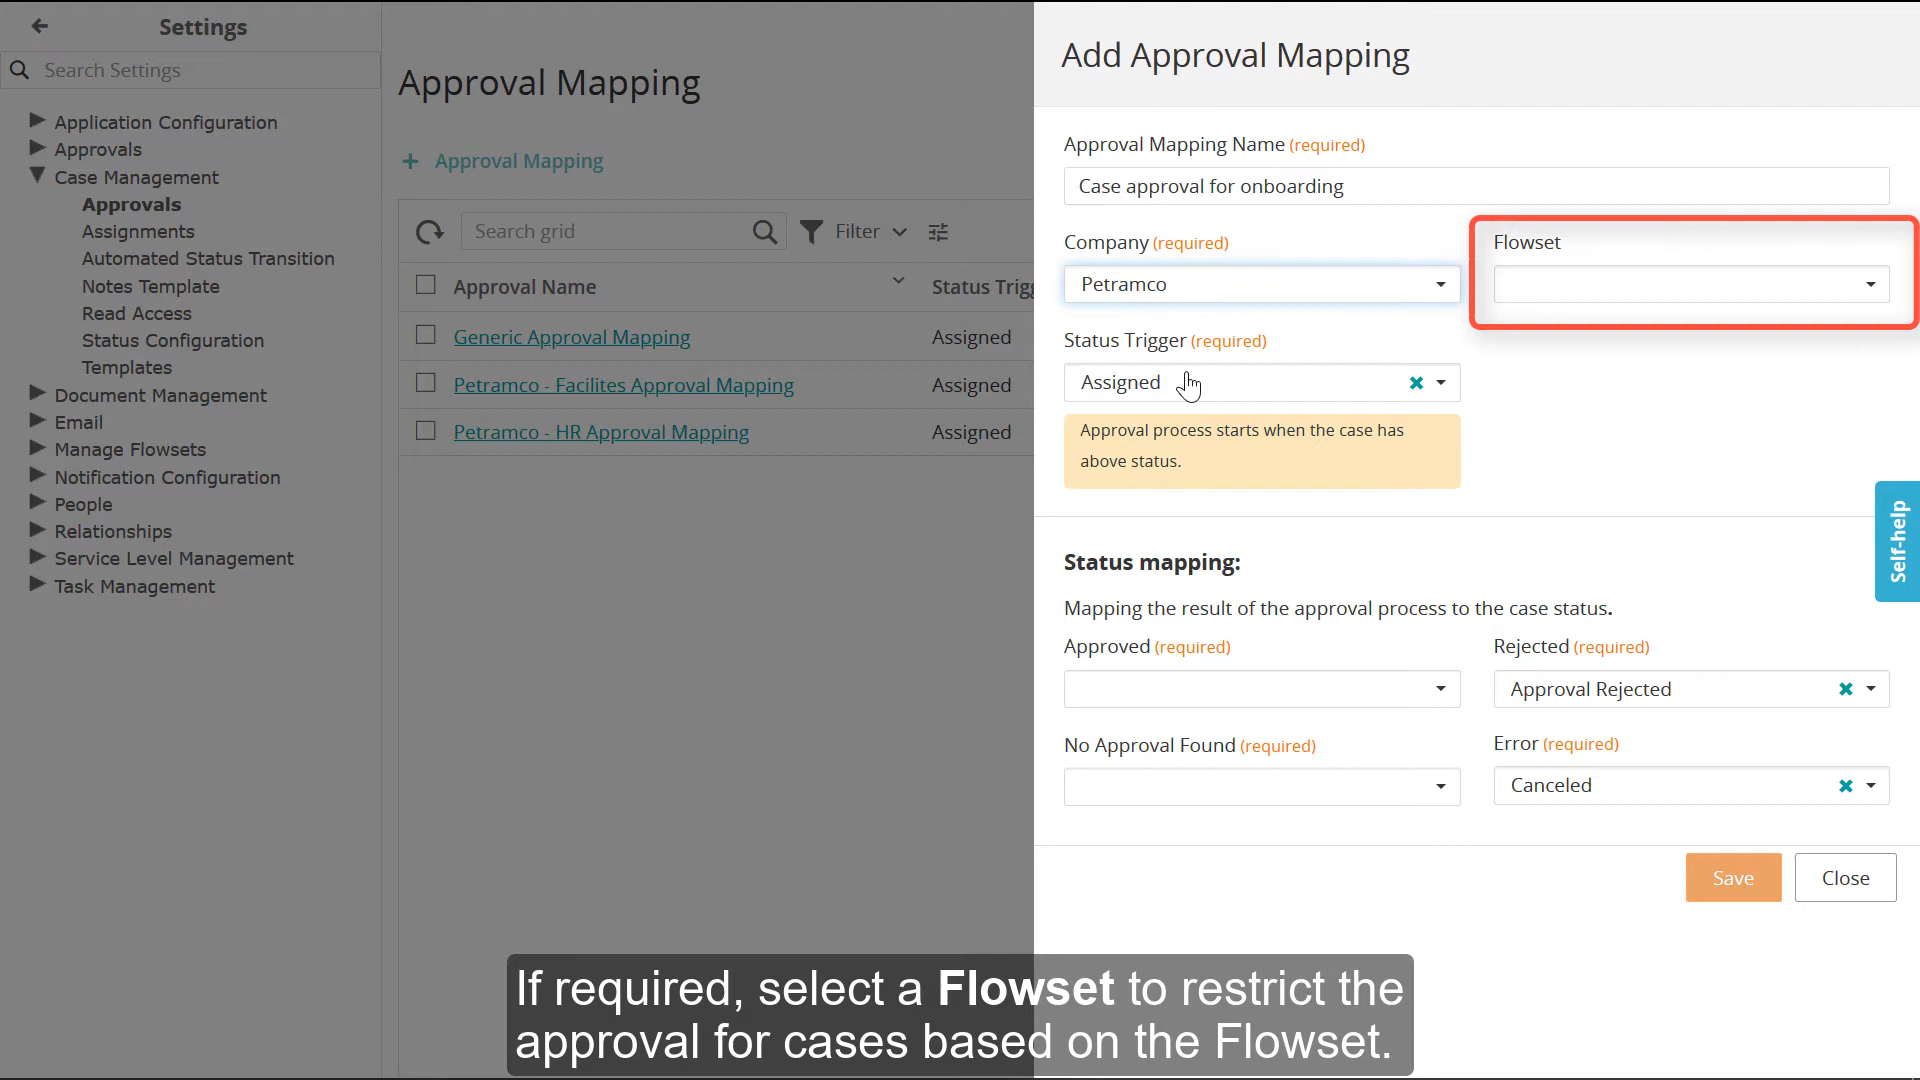 Settings
Search Settings
Application Configuration
Approvals
Case Management
Approvals
Assignments
Automated Status Transition
Notes Template
Read Access
Status Configuration
Templates
Document Management
Email
Manage Flowsets
Notification Configuration
People
Relationships
Service Level Management
Task Management
Approval Mapping
+ Approval Mapping
Search grid
Filter
Approval Name
Status Trigg
Generic Approval Mapping
Assigned
Petramco - Facilites Approval Mapping
Assigned
Petramco - HR Approval Mapping
Assigned
Add Approval Mapping
Approval Mapping Name (required)
Case approval for onboarding
Company (required)
Flowset
Petramco
Status Trigger (required)
Assigned
Approval process starts when the case has
above status.
Status mapping:
Mapping the result of the approval process to the case status.
Approved (required)
Rejected (required)
Approval Rejected
No Approval Found (required)
Error (required)
Canceled
Save
Close
Self-help
If required, select a Flowset to restrict the
approval for cases based on the Flowset.